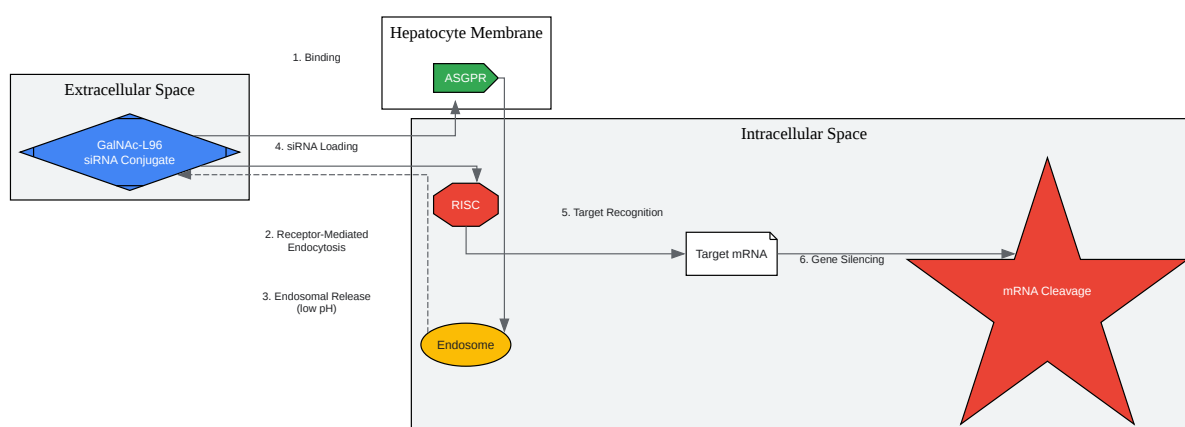 Hepatocyte Membrane
1. Binding
ASGPR
Extracellular Space
GalNAc-L96
siRNA Conjugate
4. siRNA Loading
Intracellular Space
RISC
5. Target Recognition
2. Receptor-Mediated
Endocytosis
Target mRNA
6. Gene Silencing
3. Endosomal Release
(low pH)
mRNA Cleavage
Endosome